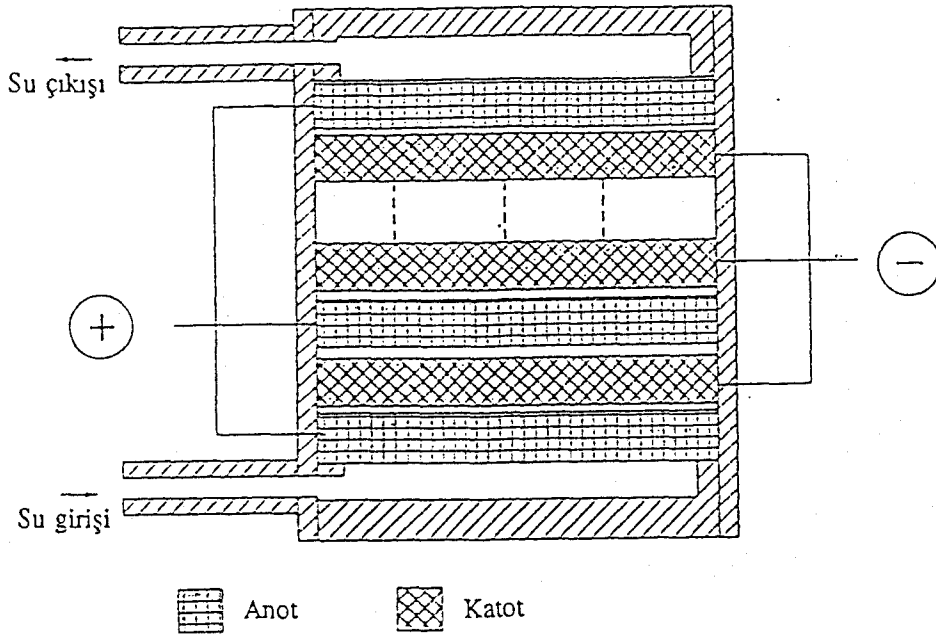 Su çıkışı
+
−
Su girişi
Anot
Katot